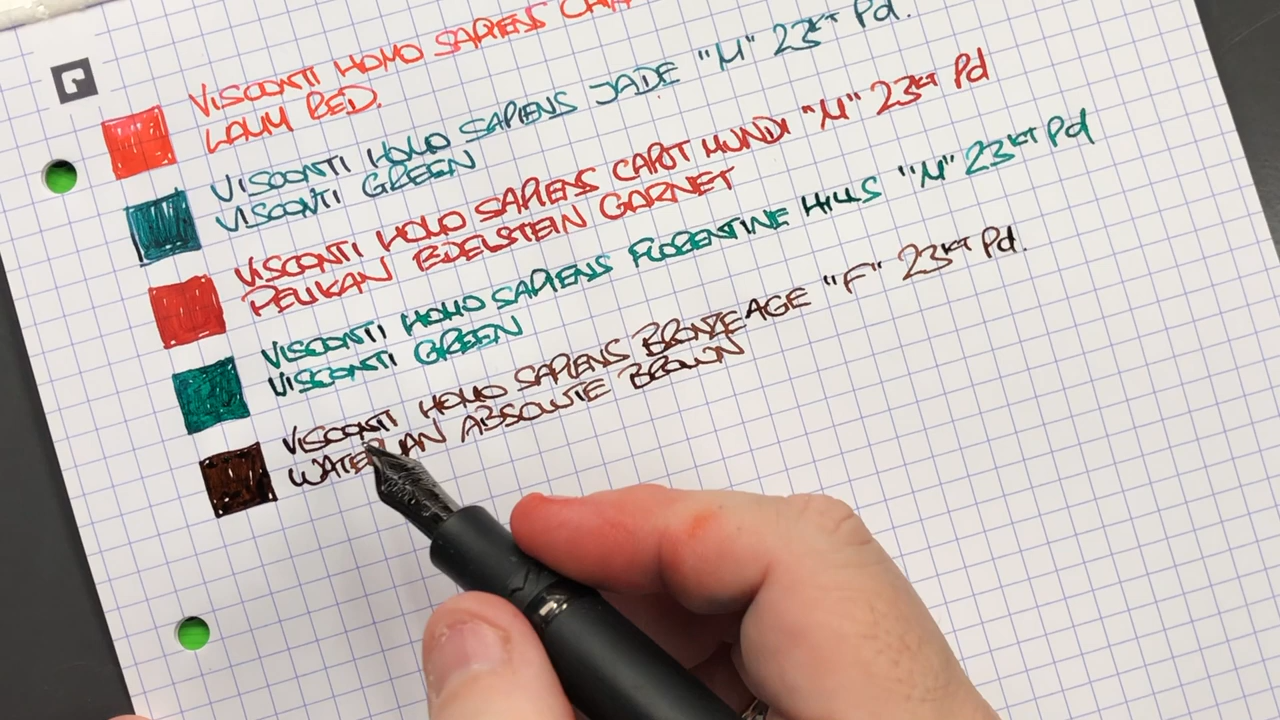 VISCONTI HOMO SAPIENS
LAMY RED.
VISCONTI HOMO SAPIENS JADE "M" 23KT Pd.
VISCONTI GREEN
VISCONTI HOMO SAPIENS CAPUT MUNDI "M" 23KT Pd
PELIKAN EDELSTEIN GARNET
VISCONTI HOMO SAPIENS FLORENTINE HILLS "M" 23KT Pd
VISCONTI GREEN
VISCONTI HOMO SAPIENS BRONZE AGE "F" 23KT Pd.
WATERMAN ABSOLUTE BROWN